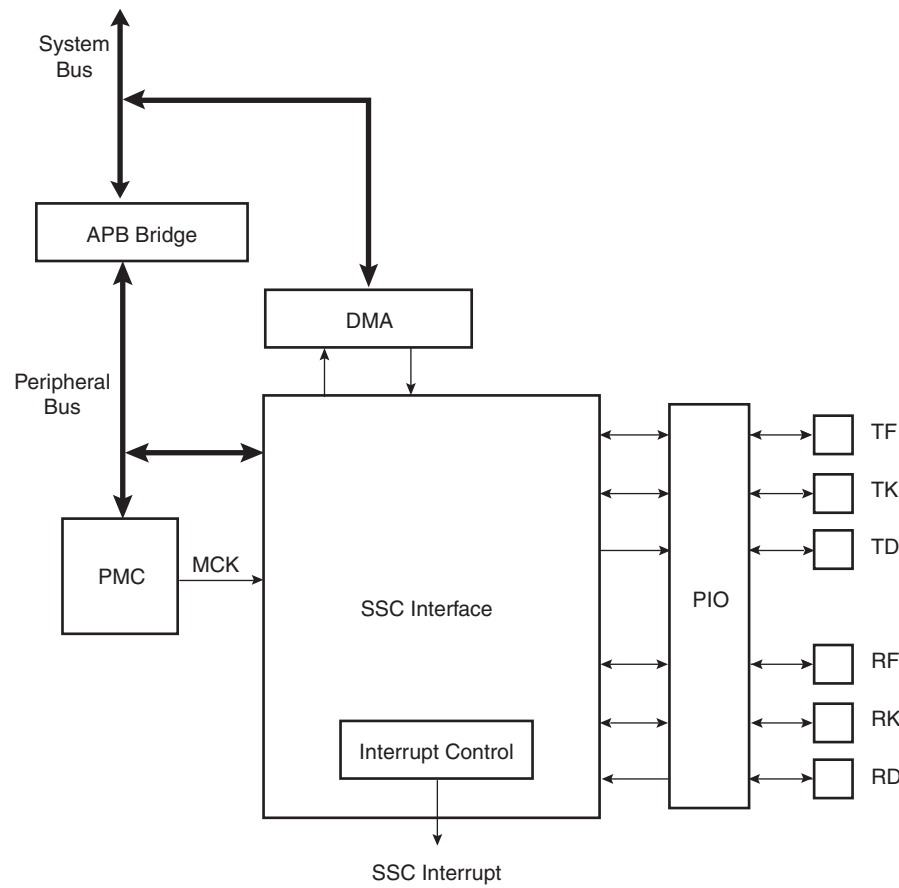 System
Bus
APB Bridge
DMA
Peripheral
Bus
PMC
MCK
SSC Interface
Interrupt Control
SSC Interrupt
PIO
TF
TK
TD
RF
RK
RD